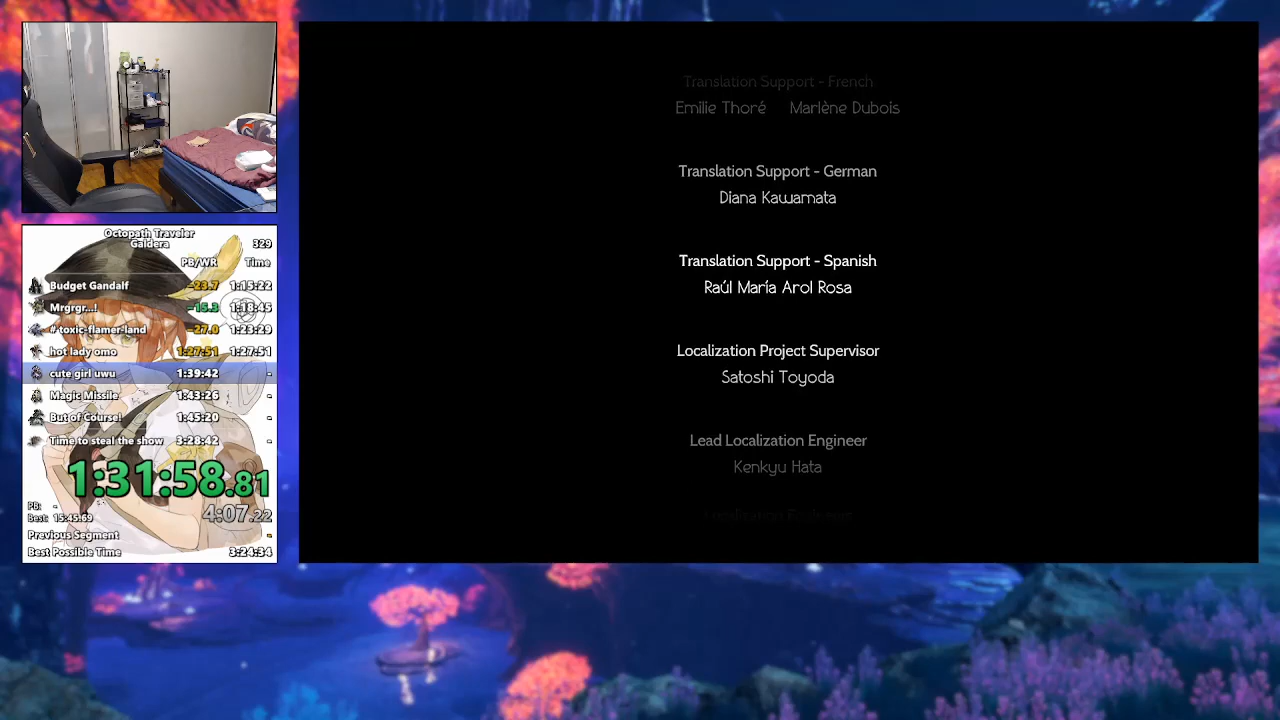 Octopath Traveler
Galdera 329
PB/WR Time
Budget Gandalf -23.7 1:15:22
Mrgrgr...! -15.3 1:18:45
# toxic-flamer-land -27.0 1:23:29
hot lady omo 1:27:51 1:27:51
cute girl uwu 1:39:42 -
Magic Missile 1:43:26 -
But of Course! 1:45:20 -
Time to steal the show 3:28:42 -
1:31:58.81
PB: -
Best: 15:45.69
4:07.22
Previous Segment -
Best Possible Time 3:24:34
Translation Support - French
Emilie Thoré Marlène Dubois
Translation Support - German
Diana Kawamata
Translation Support - Spanish
Raúl María Arol Rosa
Localization Project Supervisor
Satoshi Toyoda
Lead Localization Engineer
Kenkyu Hata